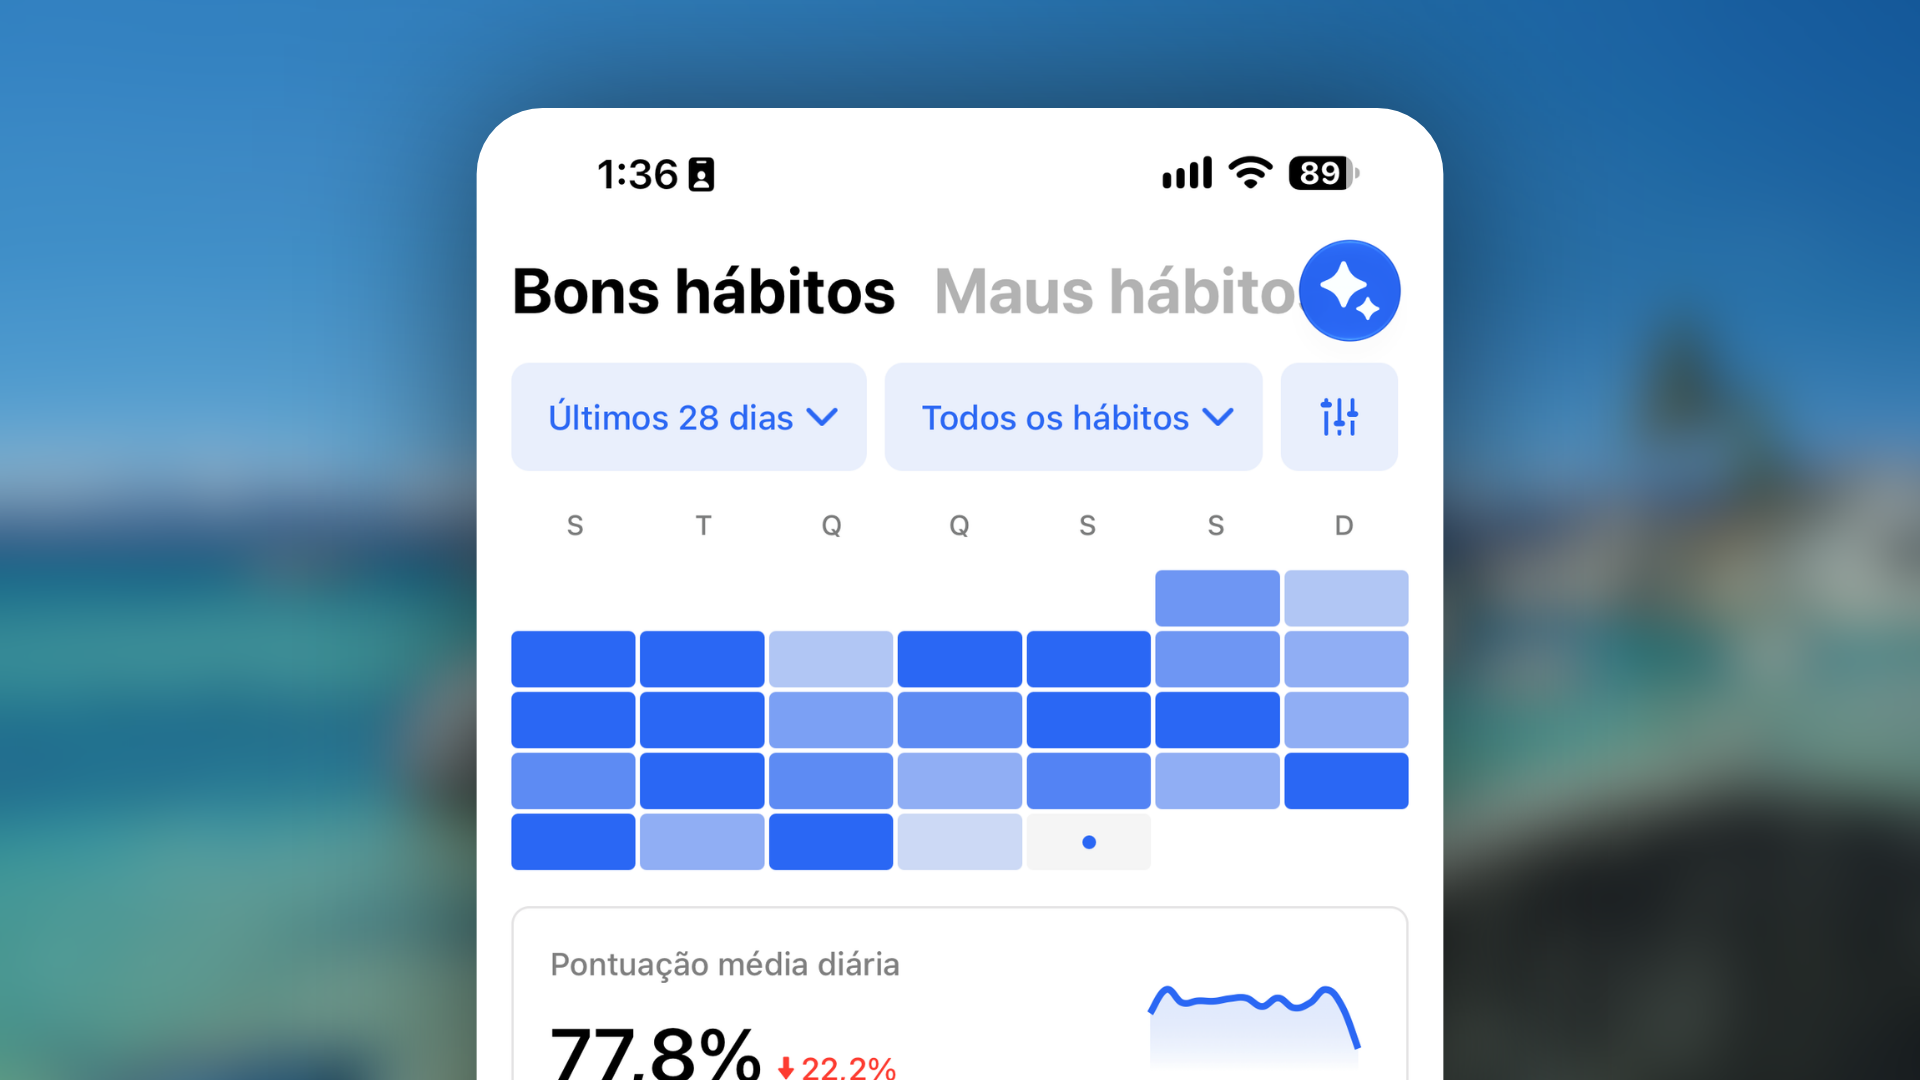 1:36
89
Bons hábitos Maus hábito
Últimos 28 dias Todos os hábitos
S T Q Q S S D
Pontuação média diária
77,8% 22,2%